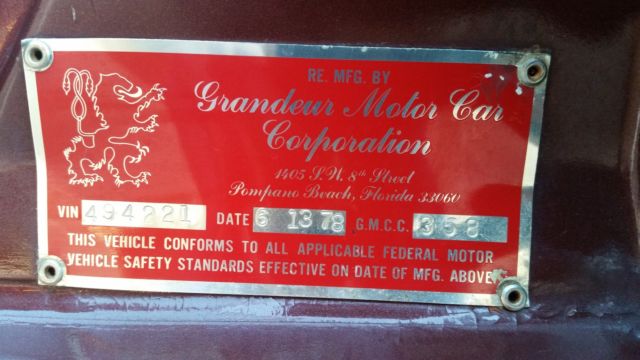 RE. MFG. BY
Grandeur Motor Car
Corporation
1405 S.W. 8th Street
Pompano Beach, Florida 33060
VIN 494221 DATE 6 13 78 G.M.C.C. 358
THIS VEHICLE CONFORMS TO ALL APPLICABLE FEDERAL MOTOR
VEHICLE SAFETY STANDARDS EFFECTIVE ON DATE OF MFG. ABOVE